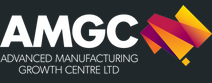 AMGC
ADVANCED MANUFACTURING
GROWTH CENTRE LTD